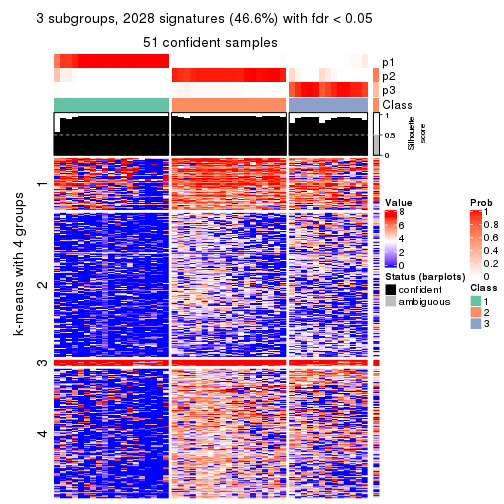 3 subgroups, 2028 signatures (46.6%) with fdr < 0.05
51 confident samples
p1
p2
p3
Class
1
0.5
0
Silhouette
score
k-means with 4 groups
1
2
3
4
Value
8
6
4
2
0
Status (barplots)
confident
ambiguous
Prob
1
0.8
0.6
0.4
0.2
0
Class
1
2
3